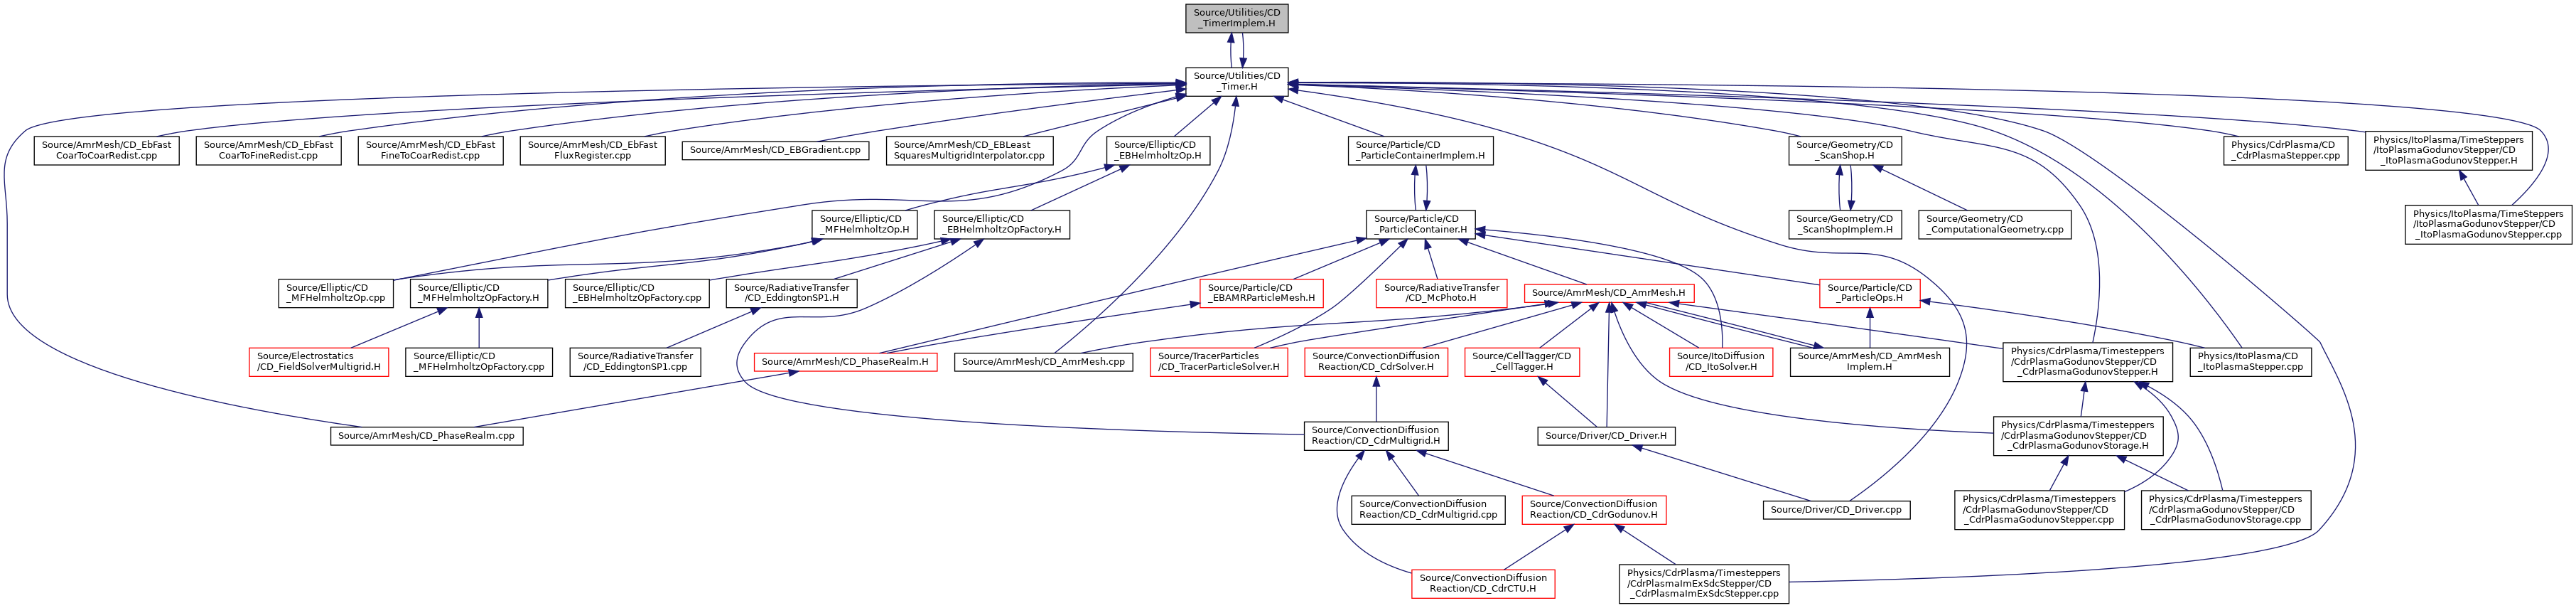 Source/Utilities/CD
_TimerImplem.H
Source/Utilities/CD
_Timer.H
Source/AmrMesh/CD_EbFast
CoarToCoarRedist.cpp
Source/AmrMesh/CD_EbFast
CoarToFineRedist.cpp
Source/AmrMesh/CD_EbFast
FineToCoarRedist.cpp
Source/AmrMesh/CD_EbFast
FluxRegister.cpp
Source/AmrMesh/CD_EBGradient.cpp
Source/AmrMesh/CD_EBLeast
SquaresMultigridInterpolator.cpp
Source/Elliptic/CD
_EBHelmholtzOp.H
Source/Particle/CD
_ParticleContainerImplem.H
Source/Geometry/CD
_ScanShop.H
Physics/CdrPlasma/CD
_CdrPlasmaStepper.cpp
Physics/ItoPlasma/TimeSteppers
/ItoPlasmaGodunovStepper/CD
_ItoPlasmaGodunovStepper.H
Source/Elliptic/CD
_MFHelmholtzOp.H
Source/Elliptic/CD
_EBHelmholtzOpFactory.H
Source/Particle/CD
_ParticleContainer.H
Source/Geometry/CD
_ScanShopImplem.H
Source/Geometry/CD
_ComputationalGeometry.cpp
Physics/ItoPlasma/TimeSteppers
/ItoPlasmaGodunovStepper/CD
_ItoPlasmaGodunovStepper.cpp
Source/Elliptic/CD
_MFHelmholtzOp.cpp
Source/Elliptic/CD
_MFHelmholtzOpFactory.H
Source/Elliptic/CD
_EBHelmholtzOpFactory.cpp
Source/RadiativeTransfer
/CD_EddingtonSP1.H
Source/Particle/CD
_EBAMRParticleMesh.H
Source/RadiativeTransfer
/CD_McPhoto.H
Source/AmrMesh/CD_AmrMesh.H
Source/Particle/CD
_ParticleOps.H
Source/Electrostatics
/CD_FieldSolverMultigrid.H
Source/Elliptic/CD
_MFHelmholtzOpFactory.cpp
Source/RadiativeTransfer
/CD_EddingtonSP1.cpp
Source/AmrMesh/CD_PhaseRealm.H
Source/AmrMesh/CD_AmrMesh.cpp
Source/TracerParticles
/CD_TracerParticleSolver.H
Source/ConvectionDiffusion
Reaction/CD_CdrSolver.H
Source/CellTagger/CD
_CellTagger.H
Source/ItoDiffusion
/CD_ItoSolver.H
Source/AmrMesh/CD_AmrMesh
Implem.H
Physics/CdrPlasma/Timesteppers
/CdrPlasmaGodunovStepper/CD
_CdrPlasmaGodunovStepper.H
Physics/ItoPlasma/CD
_ItoPlasmaStepper.cpp
Source/AmrMesh/CD_PhaseRealm.cpp
Source/ConvectionDiffusion
Reaction/CD_CdrMultigrid.H
Source/Driver/CD_Driver.H
Physics/CdrPlasma/Timesteppers
/CdrPlasmaGodunovStepper/CD
_CdrPlasmaGodunovStorage.H
Source/ConvectionDiffusion
Reaction/CD_CdrMultigrid.cpp
Source/ConvectionDiffusion
Reaction/CD_CdrGodunov.H
Source/Driver/CD_Driver.cpp
Physics/CdrPlasma/Timesteppers
/CdrPlasmaGodunovStepper/CD
_CdrPlasmaGodunovStepper.cpp
Physics/CdrPlasma/Timesteppers
/CdrPlasmaGodunovStepper/CD
_CdrPlasmaGodunovStorage.cpp
Source/ConvectionDiffusion
Reaction/CD_CdrCTU.H
Physics/CdrPlasma/Timesteppers
/CdrPlasmaImExSdcStepper/CD
_CdrPlasmaImExSdcStepper.cpp